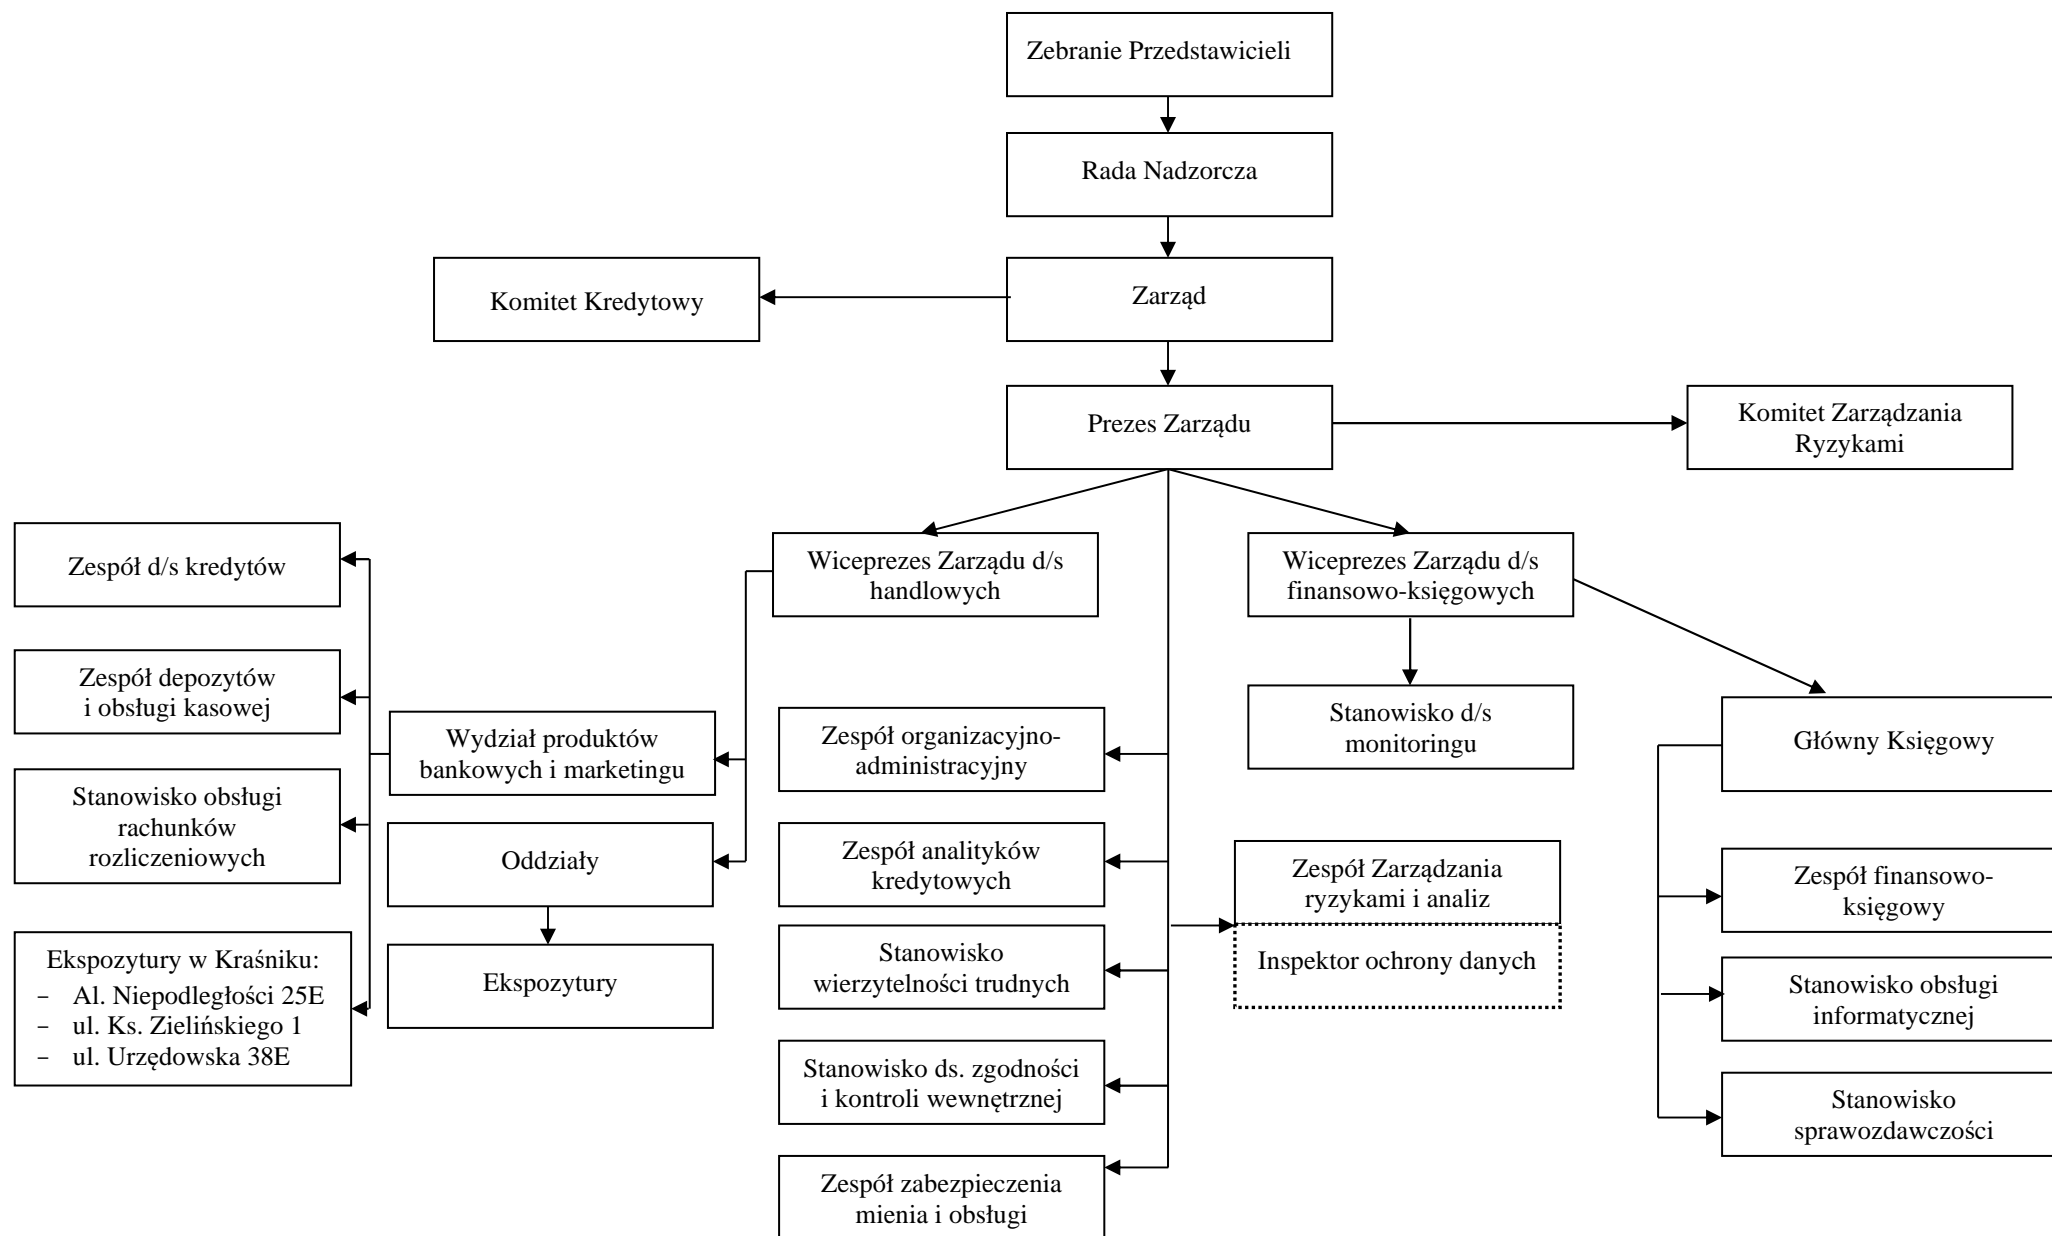 Zebranie Przedstawicieli
Rada Nadzorcza
Komitet Kredytowy
Zarząd
Prezes Zarządu
Komitet Zarządzania
Ryzykami
Zespół d/s kredytów
Wiceprezes Zarządu d/s
handlowych
Wiceprezes Zarządu d/s
finansowo-księgowych
Zespół depozytów
i obsługi kasowej
Wydział produktów
bankowych i marketingu
Zespół organizacyjno-
administracyjny
Stanowisko d/s
monitoringu
Główny Księgowy
Stanowisko obsługi
rachunków
rozliczeniowych
Oddziały
Zespół analityków
kredytowych
Zespół Zarządzania
ryzykami i analiz
Inspektor ochrony danych
Zespół finansowo-
księgowy
Ekspozytury w Kraśniku:
- Al. Niepodległości 25E
- ul. Ks. Zielińskiego 1
- ul. Urzędowska 38E
Ekspozytury
Stanowisko
wierzytelności trudnych
Stanowisko obsługi
informatycznej
Stanowisko ds. zgodności
i kontroli wewnętrznej
Stanowisko
sprawozdawczości
Zespół zabezpieczenia
mienia i obsługi